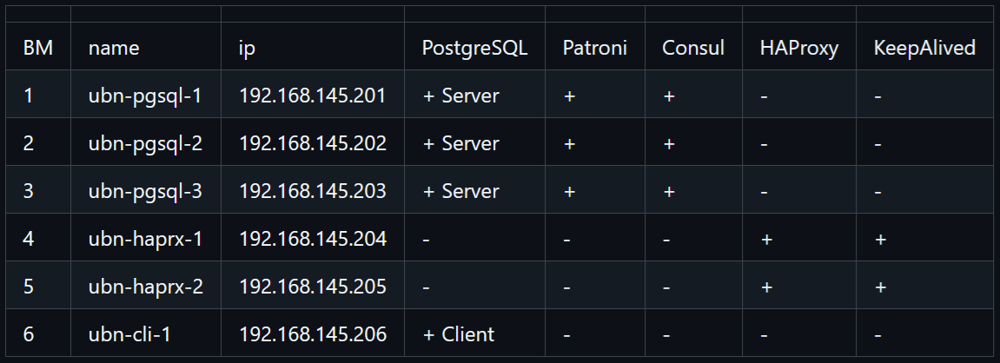 BM name ip PostgreSQL Patroni Consul HAProxy KeepAlived
1 ubn-pgsql-1 192.168.145.201 + Server + + - -
2 ubn-pgsql-2 192.168.145.202 + Server + + - -
3 ubn-pgsql-3 192.168.145.203 + Server + + - -
4 ubn-haprx-1 192.168.145.204 - - - + +
5 ubn-haprx-2 192.168.145.205 - - - + +
6 ubn-cli-1 192.168.145.206 + Client - - - -